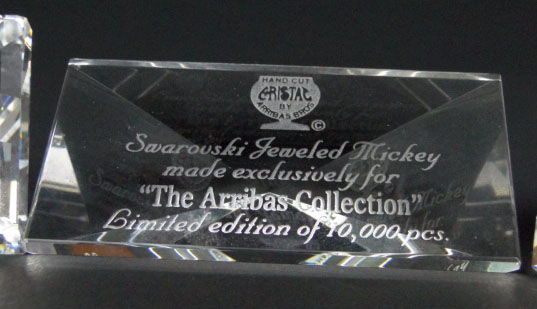 HAND-CUT
CRISTAL
BY
ARRIBAS BROS
©
Swarovski Jeweled Mickey
made exclusively for
"The Arribas Collection"
Limited edition of 10,000 pcs.